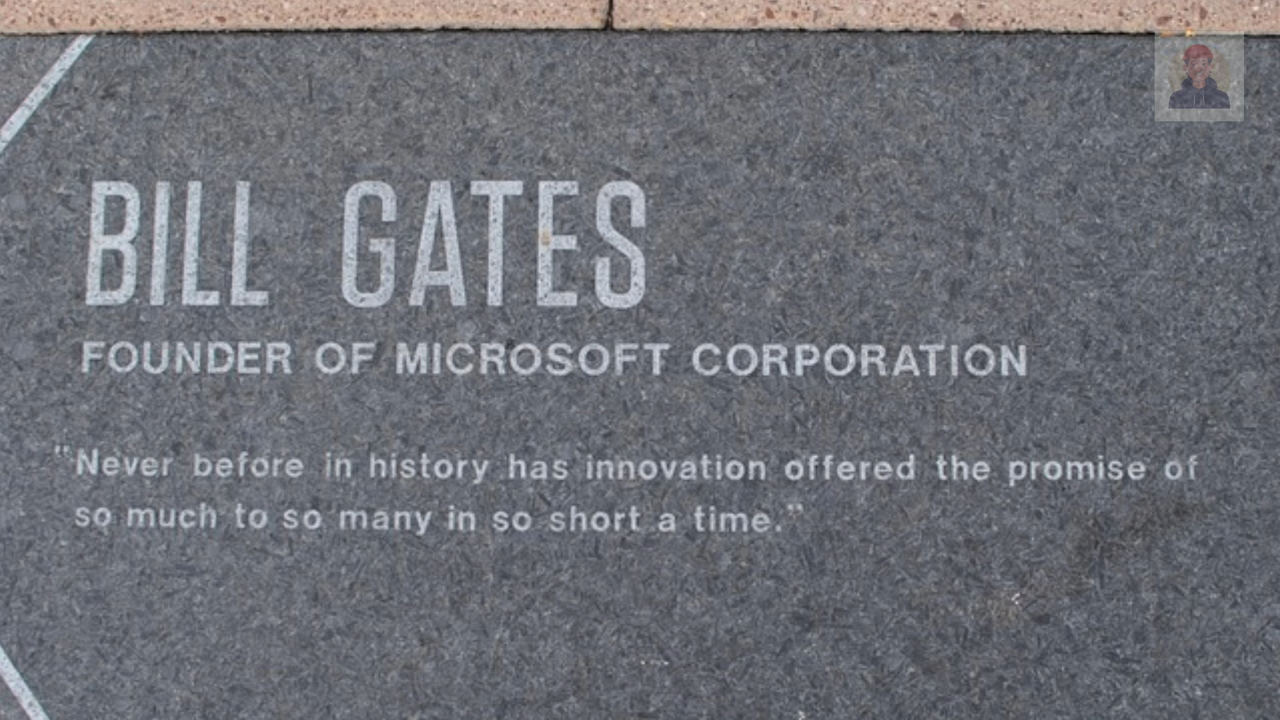 BILL GATES
FOUNDER OF MICROSOFT CORPORATION
"Never before in history has innovation offered the promise of
so much to so many in so short a time."